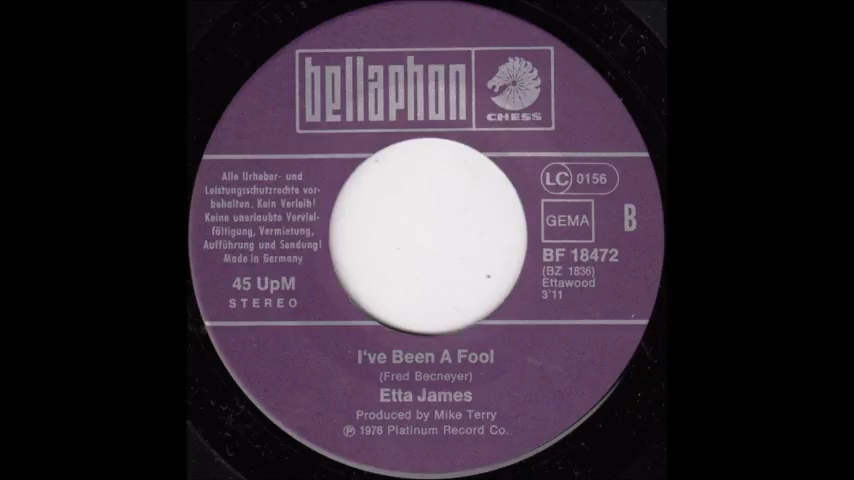 bellaphon
CHESS
Alle Urheber- und
Leistungsschutzrechte vor-
behalten. Kein Verleih!
Keine unerlaubte Verviel-
fältigung, Vermietung,
Aufführung und Sendung!
Made in Germany
45 UpM
STEREO
LC 0156
GEMA
B
BF 18472
(BZ 1836)
Ettawood
3'11
I've Been A Fool
(Fred Becneyer)
Etta James
Produced by Mike Terry
℗ 1976 Platinum Record Co.